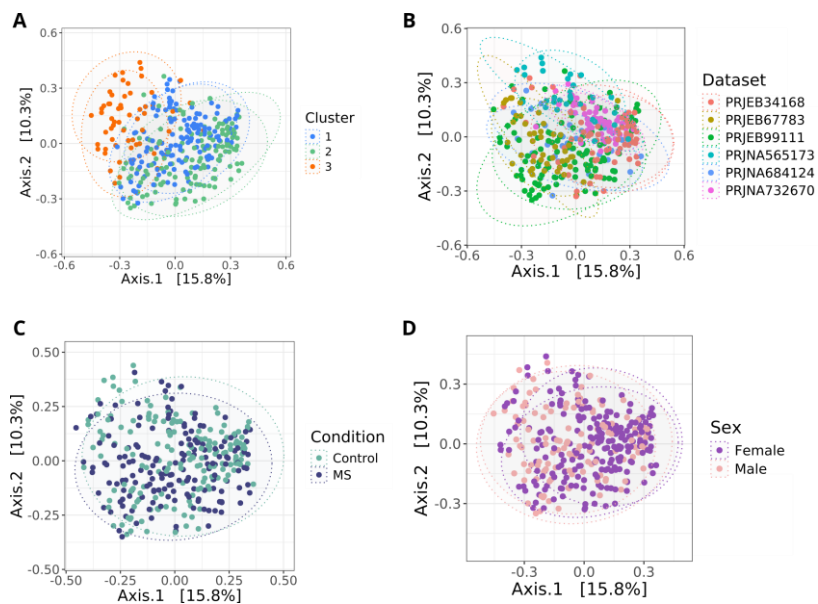 A
0.6
0.3
0.0
-0.3
-0.6
Axis.2 [10.3%]
-0.6 -0.3 0.0 0.3 0.6
Axis.1 [15.8%]
Cluster
1
2
3
B
0.6
0.3
0.0
-0.3
-0.6
Axis.2 [10.3%]
-0.6 -0.3 0.0 0.3 0.6
Axis.1 [15.8%]
Dataset
PRJEB34168
PRJEB67783
PRJEB99111
PRJNA565173
PRJNA684124
PRJNA732670
C
0.50
0.25
0.00
-0.25
-0.50
Axis.2 [10.3%]
-0.50 -0.25 0.00 0.25 0.50
Axis.1 [15.8%]
Condition
Control
MS
D
0.3
0.0
-0.3
Axis.2 [10.3%]
-0.3 0.0 0.3
Axis.1 [15.8%]
Sex
Female
Male